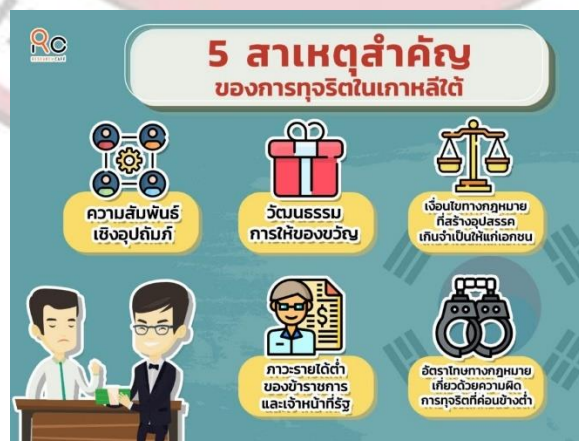 RC
RESEARCH CAFE
5 สาเหตุสำคัญ
ของการทุจริตในเกาหลีใต้
ความสัมพันธ์
เชิงอุปถัมภ์
วัฒนธรรม
การให้ของขวัญ
เงื่อนไขทางกฎหมาย
ที่สร้างอุปสรรค
เกินจำเป็นให้แก่เอกชน
ภาวะรายได้ต่ำ
ของข้าราชการ
และเจ้าหน้าที่รัฐ
อัตราโทษทางกฎหมาย
เกี่ยวด้วยความผิด
การทุจริตที่ค่อนข้างต่ำ